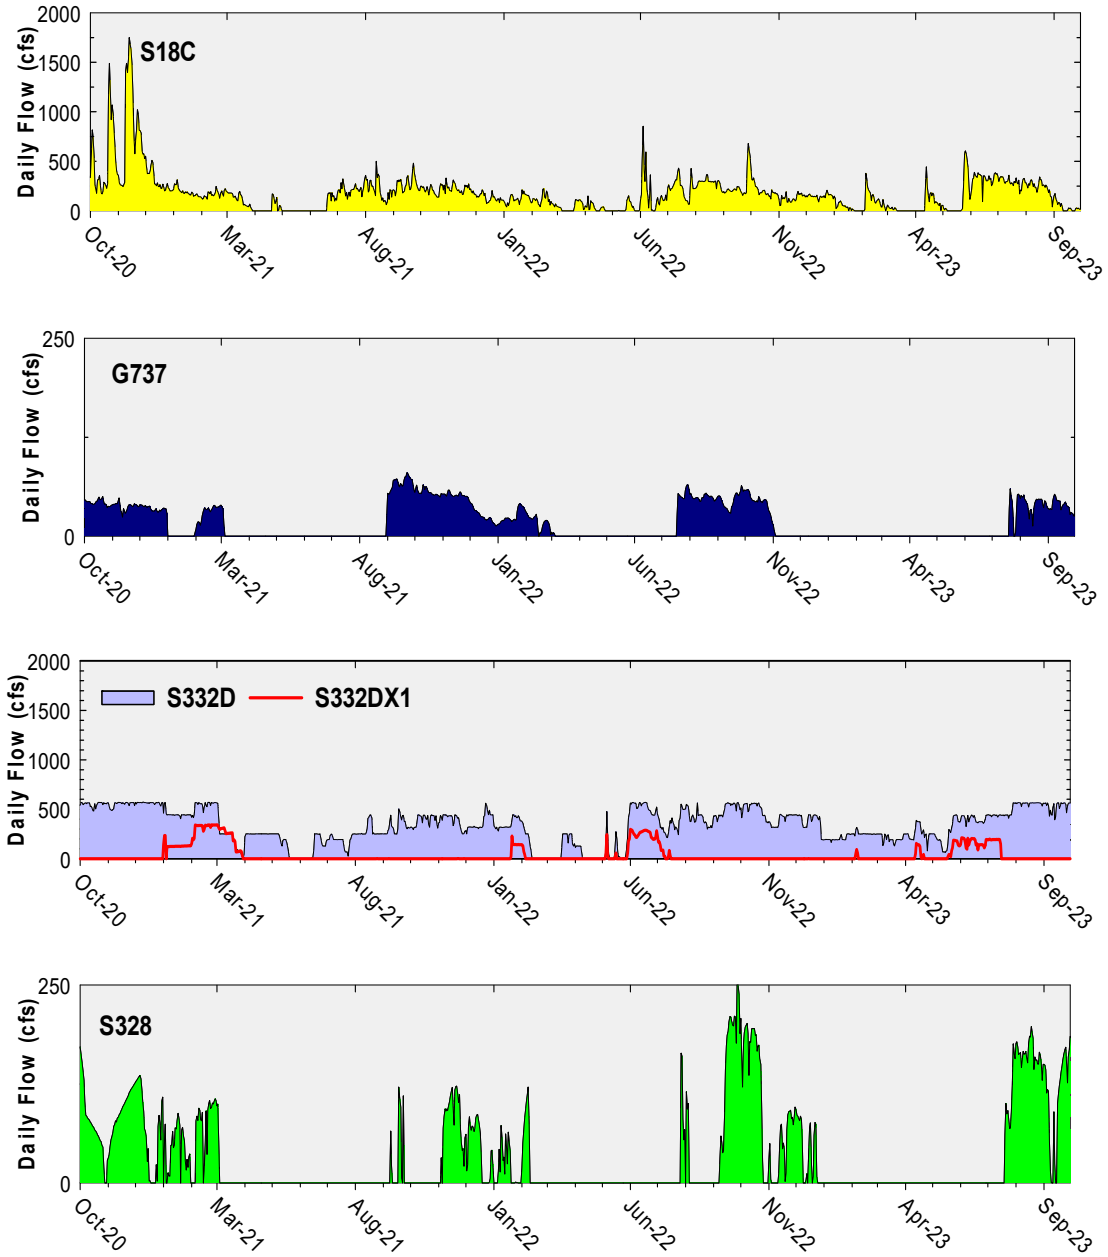 2000
1500
1000
500
0
Daily Flow (cfs)
S18C
Oct-20 Mar-21 Aug-21 Jan-22 Jun-22 Nov-22 Apr-23 Sep-23
250
0
Daily Flow (cfs)
G737
Oct-20 Mar-21 Aug-21 Jan-22 Jun-22 Nov-22 Apr-23 Sep-23
2000
1500
1000
500
0
Daily Flow (cfs)
S332D S332DX1
Oct-20 Mar-21 Aug-21 Jan-22 Jun-22 Nov-22 Apr-23 Sep-23
250
0
Daily Flow (cfs)
S328
Oct-20 Mar-21 Aug-21 Jan-22 Jun-22 Nov-22 Apr-23 Sep-23